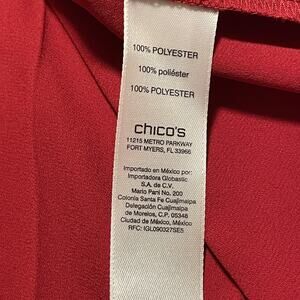 100% POLYESTER
100% poliéster
100% POLYESTER
chico's
11215 METRO PARKWAY
FORT MYERS, FL 33966
Importado en México por:
Importadora Globastic
S.A. de C.V.
Mario Pani No. 200
Colonia Santa Fe Cuajimalpa
Delegación Cuajimalpa
de Morelos, C.P. 05348
Ciudad de México, México
RFC: IGL090327SE5